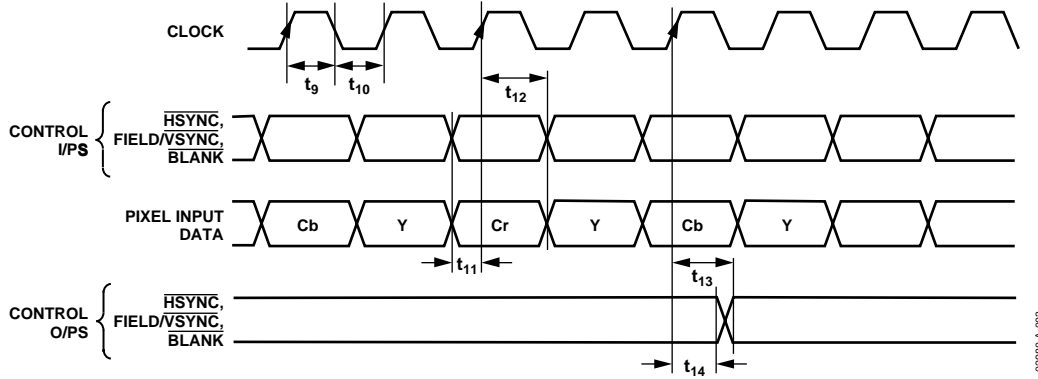 CLOCK
t9
t10
t12
CONTROL
I/PS
HSYNC,
FIELD/VSYNC,
BLANK
PIXEL INPUT
DATA
Cb
Y
Cr
Y
Cb
Y
t11
t13
CONTROL
O/PS
HSYNC,
FIELD/VSYNC,
BLANK
t14